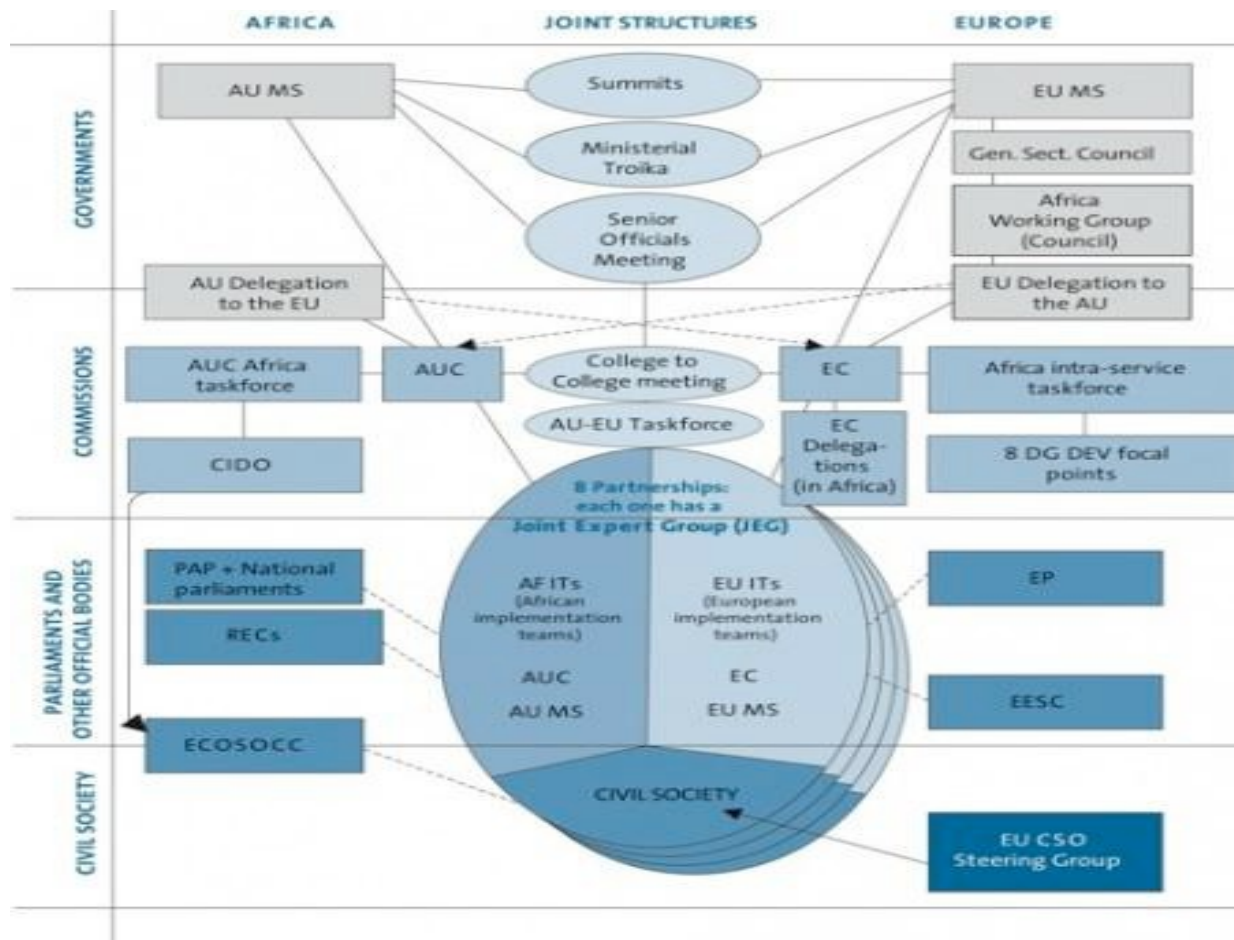 AFRICA
JOINT STRUCTURES
EUROPE
GOVERNMENTS
AU MS
Summits
EU MS
Ministerial
Troika
Gen. Sect. Council
Senior
Officials
Meeting
Africa
Working Group
(Council)
AU Delegation
to the EU
EU Delegation to
the AU
COMMISSIONS
AUC Africa
taskforce
AUC
College to
College meeting
EC
Africa intra-service
taskforce
AU-EU Taskforce
EC
Delega-
tions
(in Africa)
CIDO
8 DG DEV focal
points
8 Partnerships:
each one has a
Joint Expert Group (JEG)
PARLIAMENTS AND
OTHER OFFICIAL BODIES
PAP + National
parliaments
AF ITs
(African
implementation
teams)
EU ITs
(European
implementation
teams)
EP
RECs
AUC
EC
AU MS
EU MS
EESC
ECOSOCC
CIVIL SOCIETY
CIVIL SOCIETY
EU CSO
Steering Group